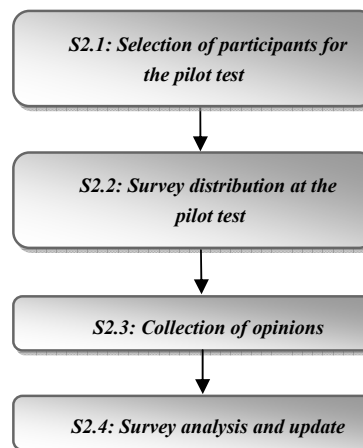 S2.1: Selection of participants for
the pilot test
S2.2: Survey distribution at the
pilot test
S2.3: Collection of opinions
S2.4: Survey analysis and update